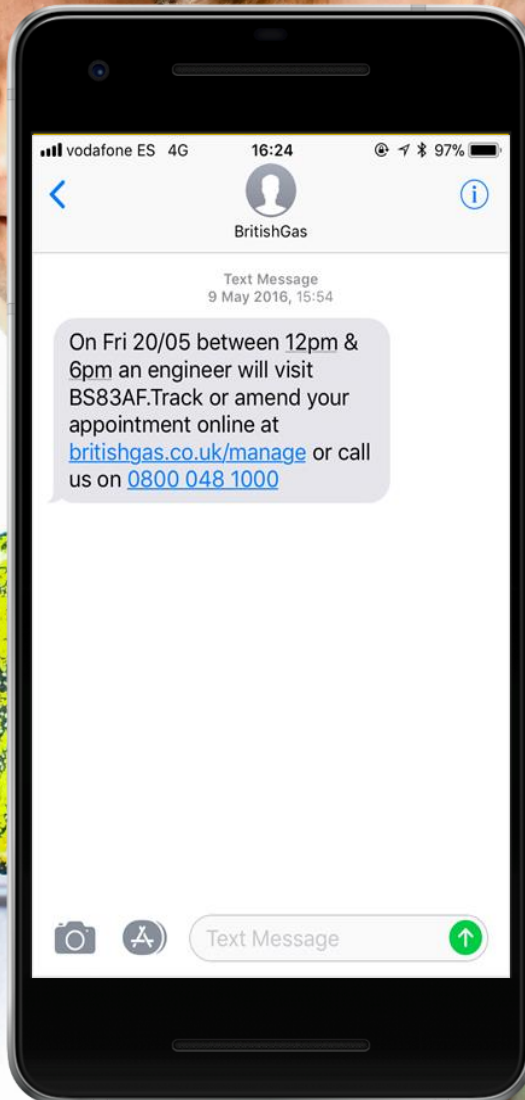 vodafone ES 4G 16:24 97%
BritishGas
Text Message
9 May 2016, 15:54
On Fri 20/05 between 12pm &
6pm an engineer will visit
BS83AF.Track or amend your
appointment online at
britishgas.co.uk/manage or call
us on 0800 048 1000
Text Message